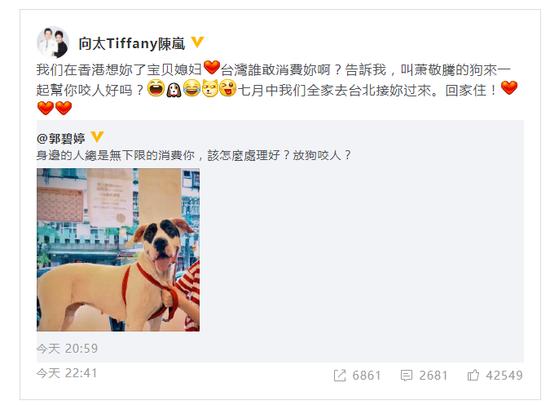 向太Tiffany陳嵐
我们在香港想妳了宝贝媳妇❤️台灣誰敢消費妳啊？告訴我，叫萧敬騰的狗來一
起幫你咬人好吗？七月中我们全家去台北接妳过來。回家住！
@郭碧婷
身邊的人總是無下限的消費你，該怎麼處理好？放狗咬人？
今天 20:59
今天 22:41
6861
2681
42549